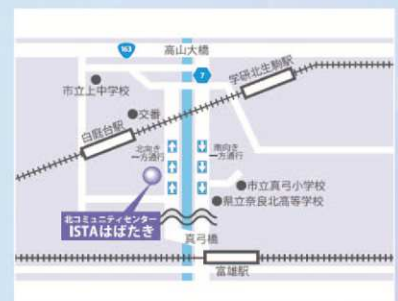 163
高山大橋
7
学研北生駒駅
市立上中学校
交番
白庭台駅
北向き
一方通行
南向き
一方通行
市立真弓小学校
県立奈良北高等学校
北コミュニティセンター
ISTAはばたき
真弓橋
富雄駅